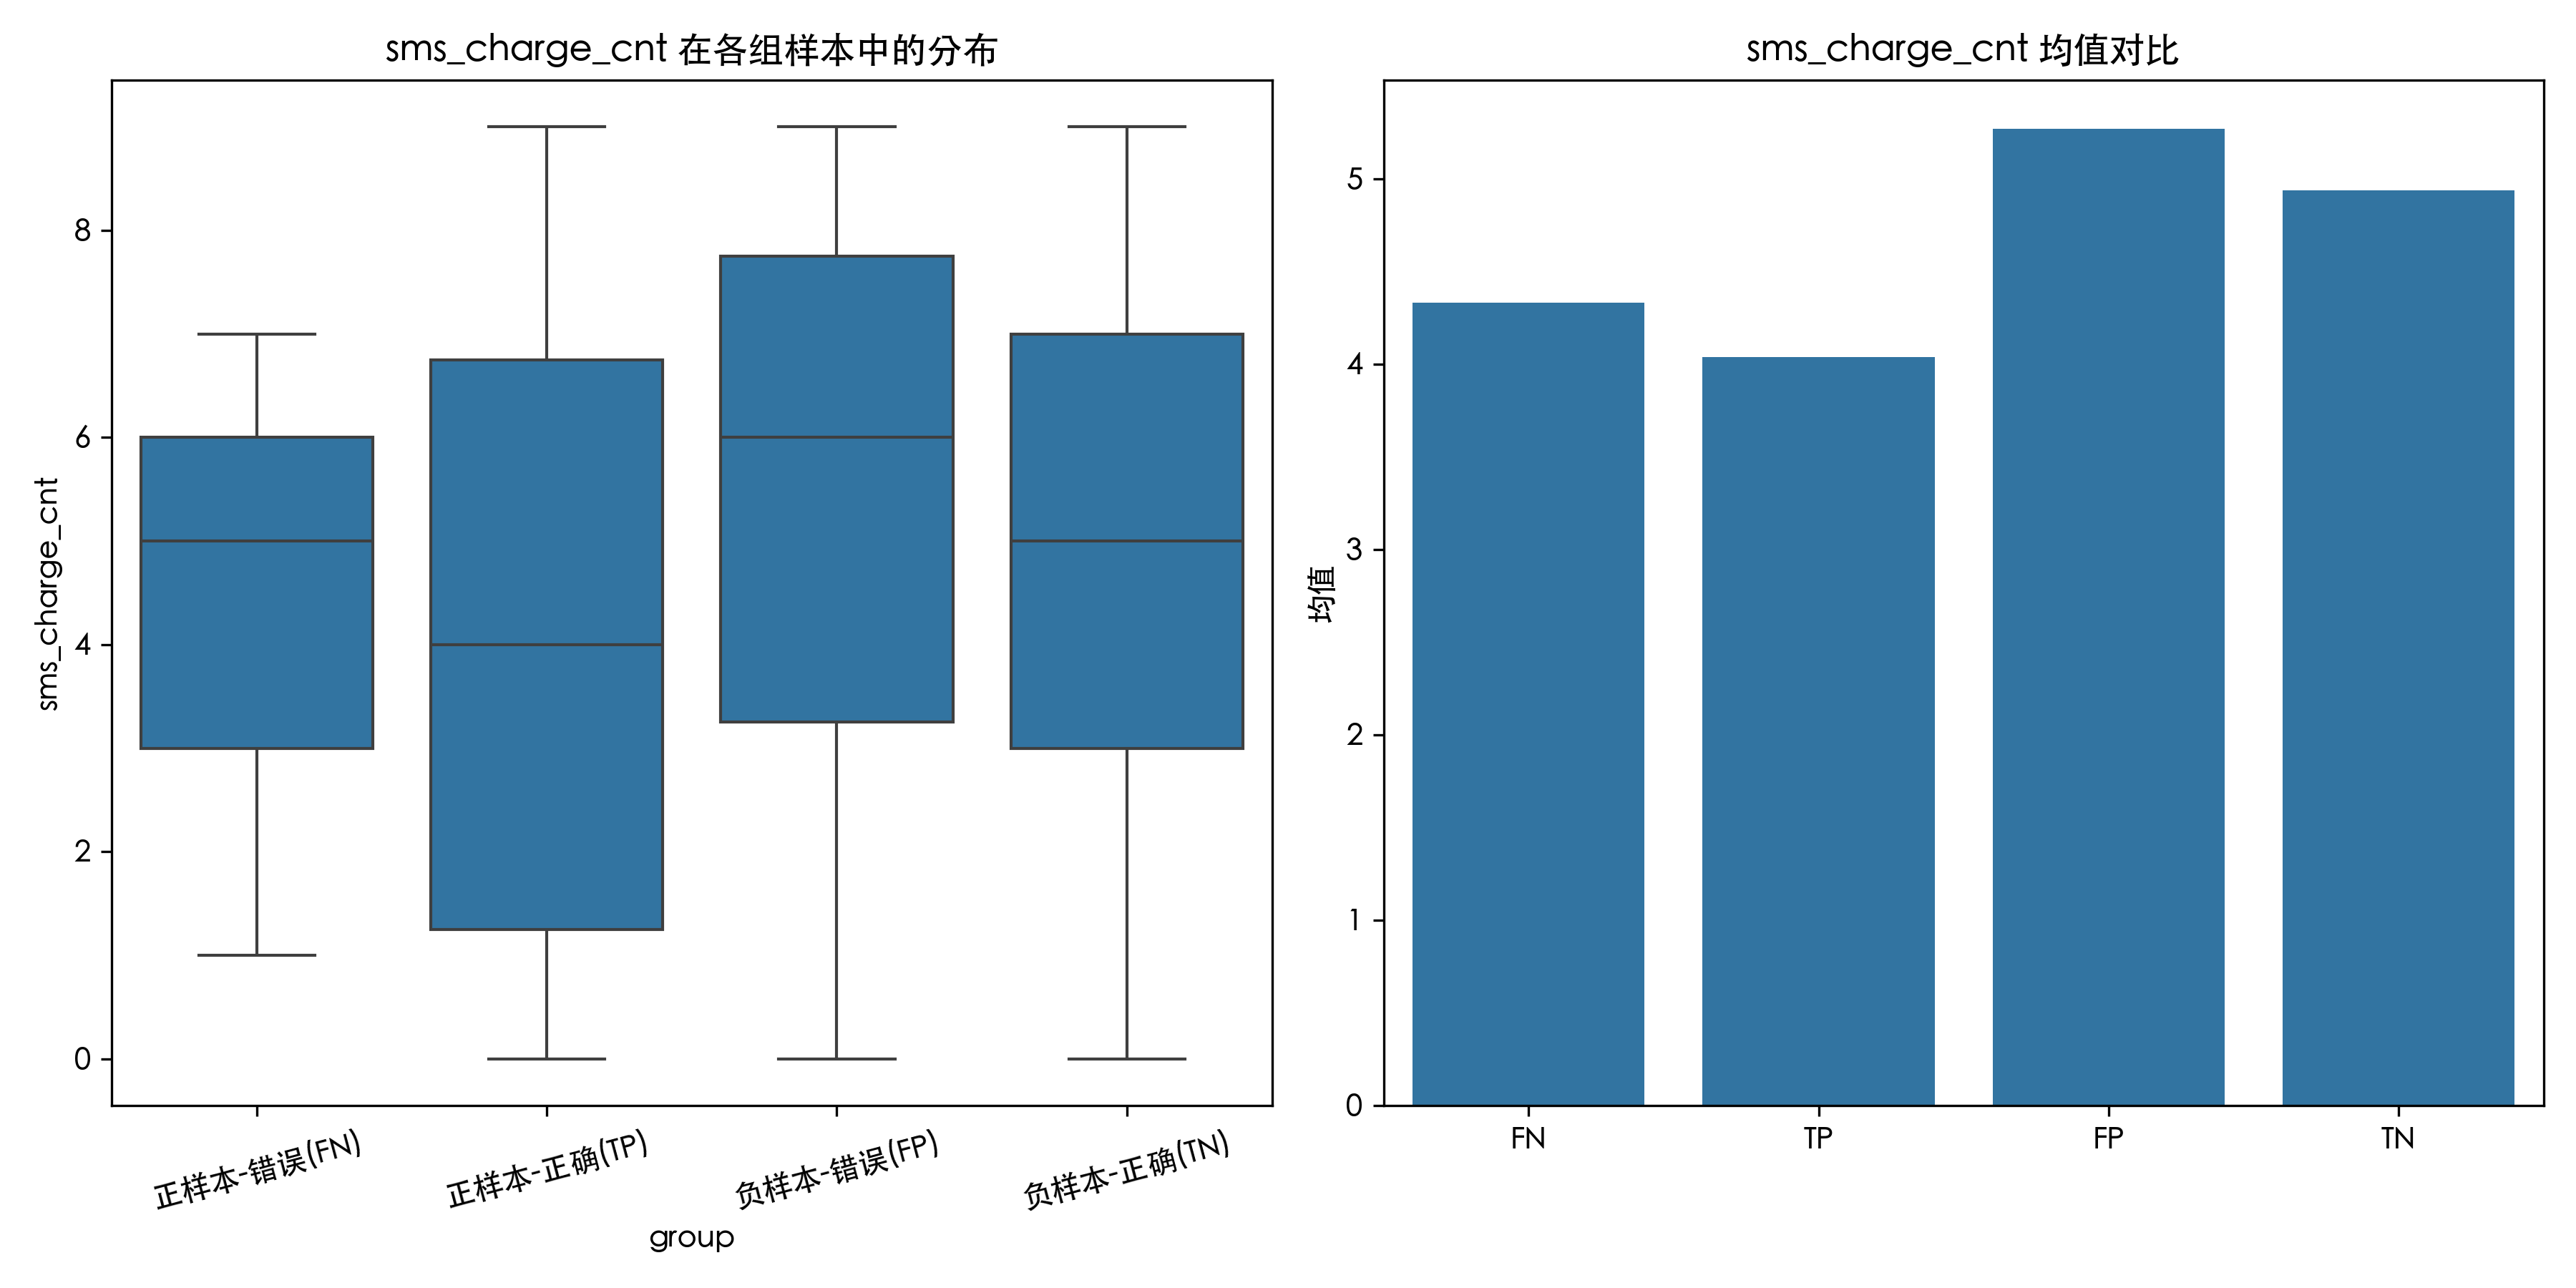 sms_charge_cnt 在各组样本中的分布
sms_charge_cnt
8
6
4
2
0
正样本-错误(FN)
正样本-正确(TP)
负样本-错误(FP)
负样本-正确(TN)
group
sms_charge_cnt 均值对比
均值
5
4
3
2
1
0
FN
TP
FP
TN